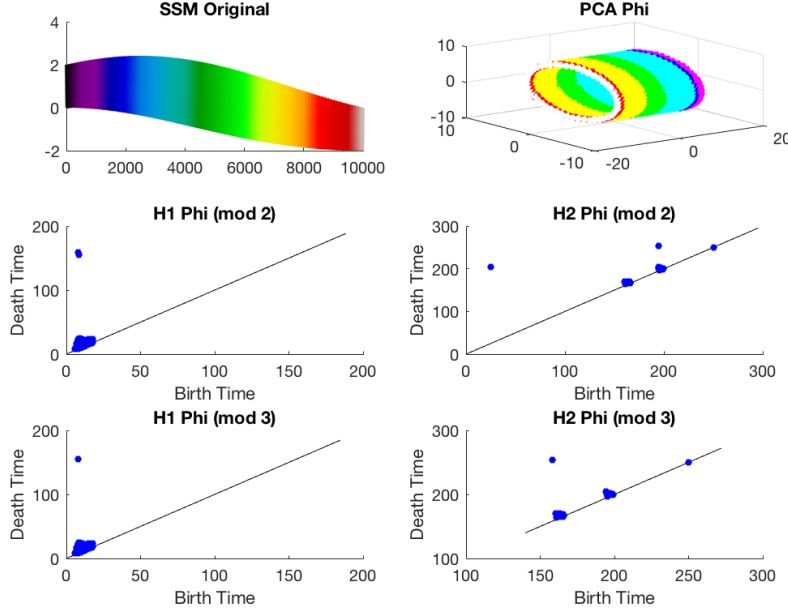 SSM Original
4
2
0
-2
0 2000 4000 6000 8000 10000
PCA Phi
10
5
0
-5
-10
10
0
-10
-20
0
20
H1 Phi (mod 2)
200
100
0
Death Time
0 50 100 150 200
Birth Time
H2 Phi (mod 2)
300
200
100
0
Death Time
0 100 200 300
Birth Time
H1 Phi (mod 3)
200
100
0
Death Time
0 50 100 150 200
Birth Time
H2 Phi (mod 3)
300
200
100
Death Time
100 150 200 250 300
Birth Time